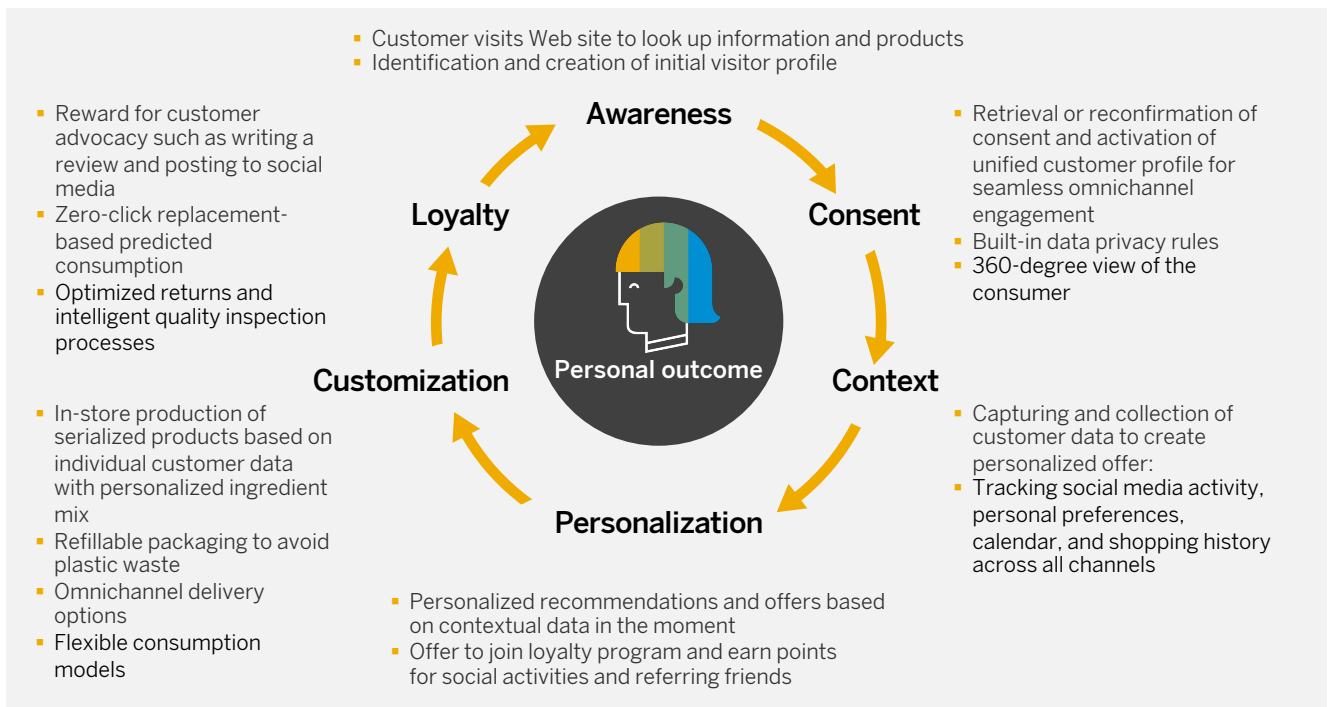 Customer visits Web site to look up information and products
Identification and creation of initial visitor profile
Awareness
Retrieval or reconfirmation of
consent and activation of
unified customer profile for
seamless omnichannel
engagement
Built-in data privacy rules
360-degree view of the
consumer
Consent
Context
Capturing and collection of
customer data to create
personalized offer:
Tracking social media activity,
personal preferences,
calendar, and shopping history
across all channels
Personalization
Personalized recommendations and offers based
on contextual data in the moment
Offer to join loyalty program and earn points
for social activities and referring friends
Customization
In-store production of
serialized products based on
individual customer data
with personalized ingredient
mix
Refillable packaging to avoid
plastic waste
Omnichannel delivery
options
Flexible consumption
models
Loyalty
Reward for customer
advocacy such as writing a
review and posting to social
media
Zero-click replacement-
based predicted
consumption
Optimized returns and
intelligent quality inspection
processes
Personal outcome